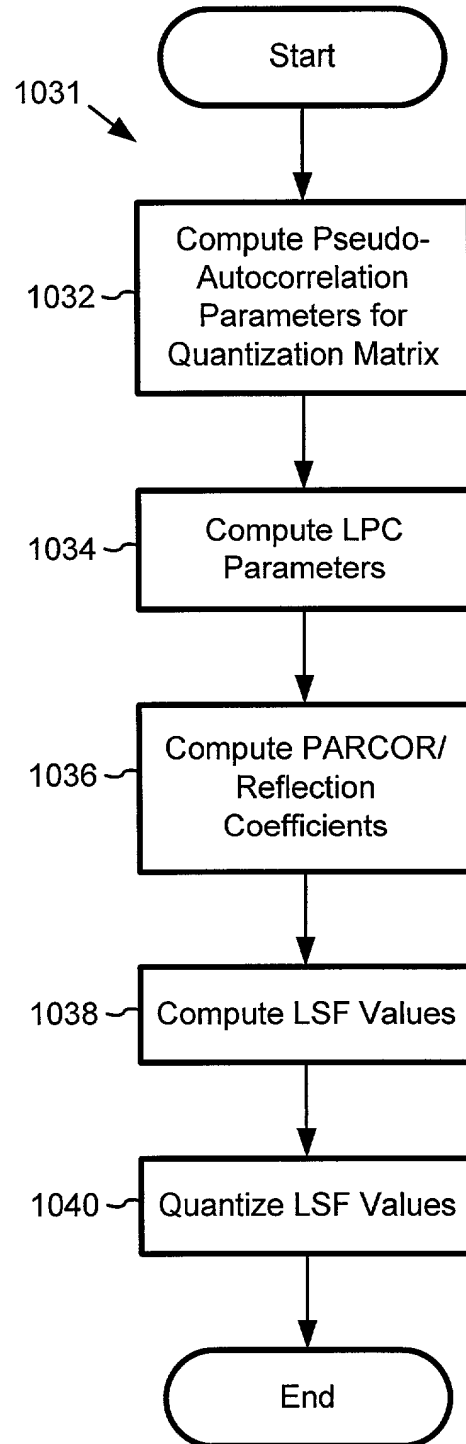 Start
1031
Compute Pseudo-
Autocorrelation
Parameters for
Quantization Matrix
1032
Compute LPC
Parameters
1034
Compute PARCOR/
Reflection
Coefficients
1036
Compute LSF Values
1038
Quantize LSF Values
1040
End